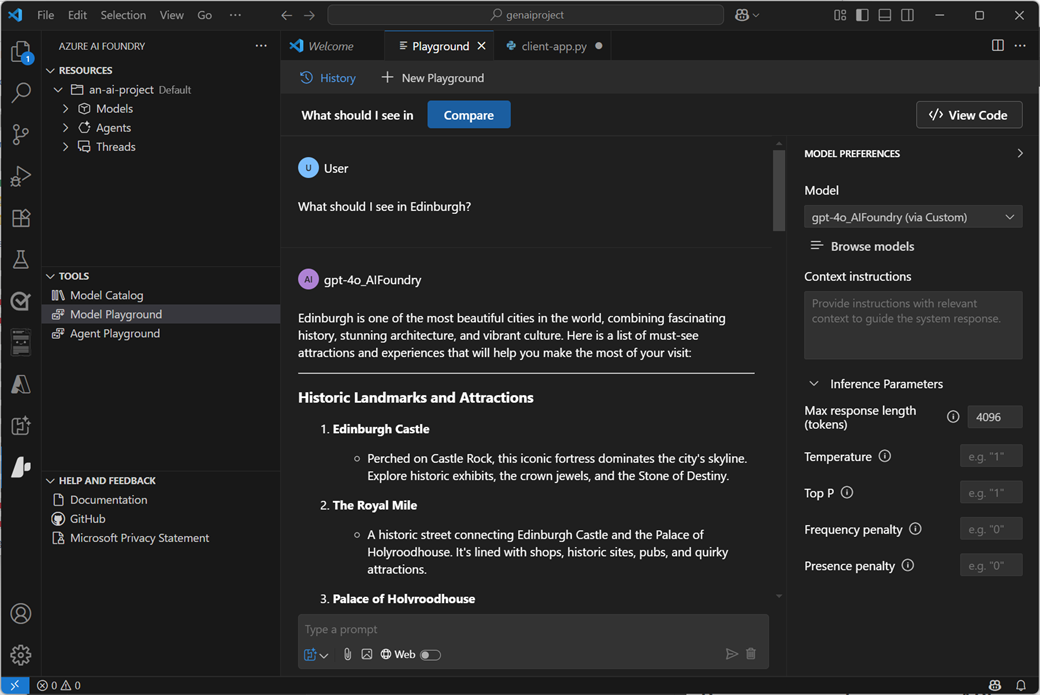 File Edit Selection View Go ··· genaiproject
AZURE AI FOUNDRY ···
RESOURCES
an-ai-project Default
Models
Agents
Threads
TOOLS
Model Catalog
Model Playground
Agent Playground
HELP AND FEEDBACK
Documentation
GitHub
Microsoft Privacy Statement
1
Welcome Playground client-app.py
History + New Playground
What should I see in Compare </> View Code
U User
What should I see in Edinburgh?
AI gpt-4o_AIFoundry
Edinburgh is one of the most beautiful cities in the world, combining fascinating
history, stunning architecture, and vibrant culture. Here is a list of must-see
attractions and experiences that will help you make the most of your visit:
Historic Landmarks and Attractions
1. Edinburgh Castle
○ Perched on Castle Rock, this iconic fortress dominates the city's skyline.
Explore historic exhibits, the crown jewels, and the Stone of Destiny.
2. The Royal Mile
○ A historic street connecting Edinburgh Castle and the Palace of
Holyroodhouse. It's lined with shops, historic sites, pubs, and quirky
attractions.
3. Palace of Holyroodhouse
Type a prompt
Web
MODEL PREFERENCES
Model
gpt-4o_AIFoundry (via Custom)
Browse models
Context instructions
Provide instructions with relevant
context to guide the system response.
Inference Parameters
Max response length
(tokens) 4096
Temperature e.g. "1"
Top P e.g. "1"
Frequency penalty e.g. "0"
Presence penalty e.g. "0"
0 0